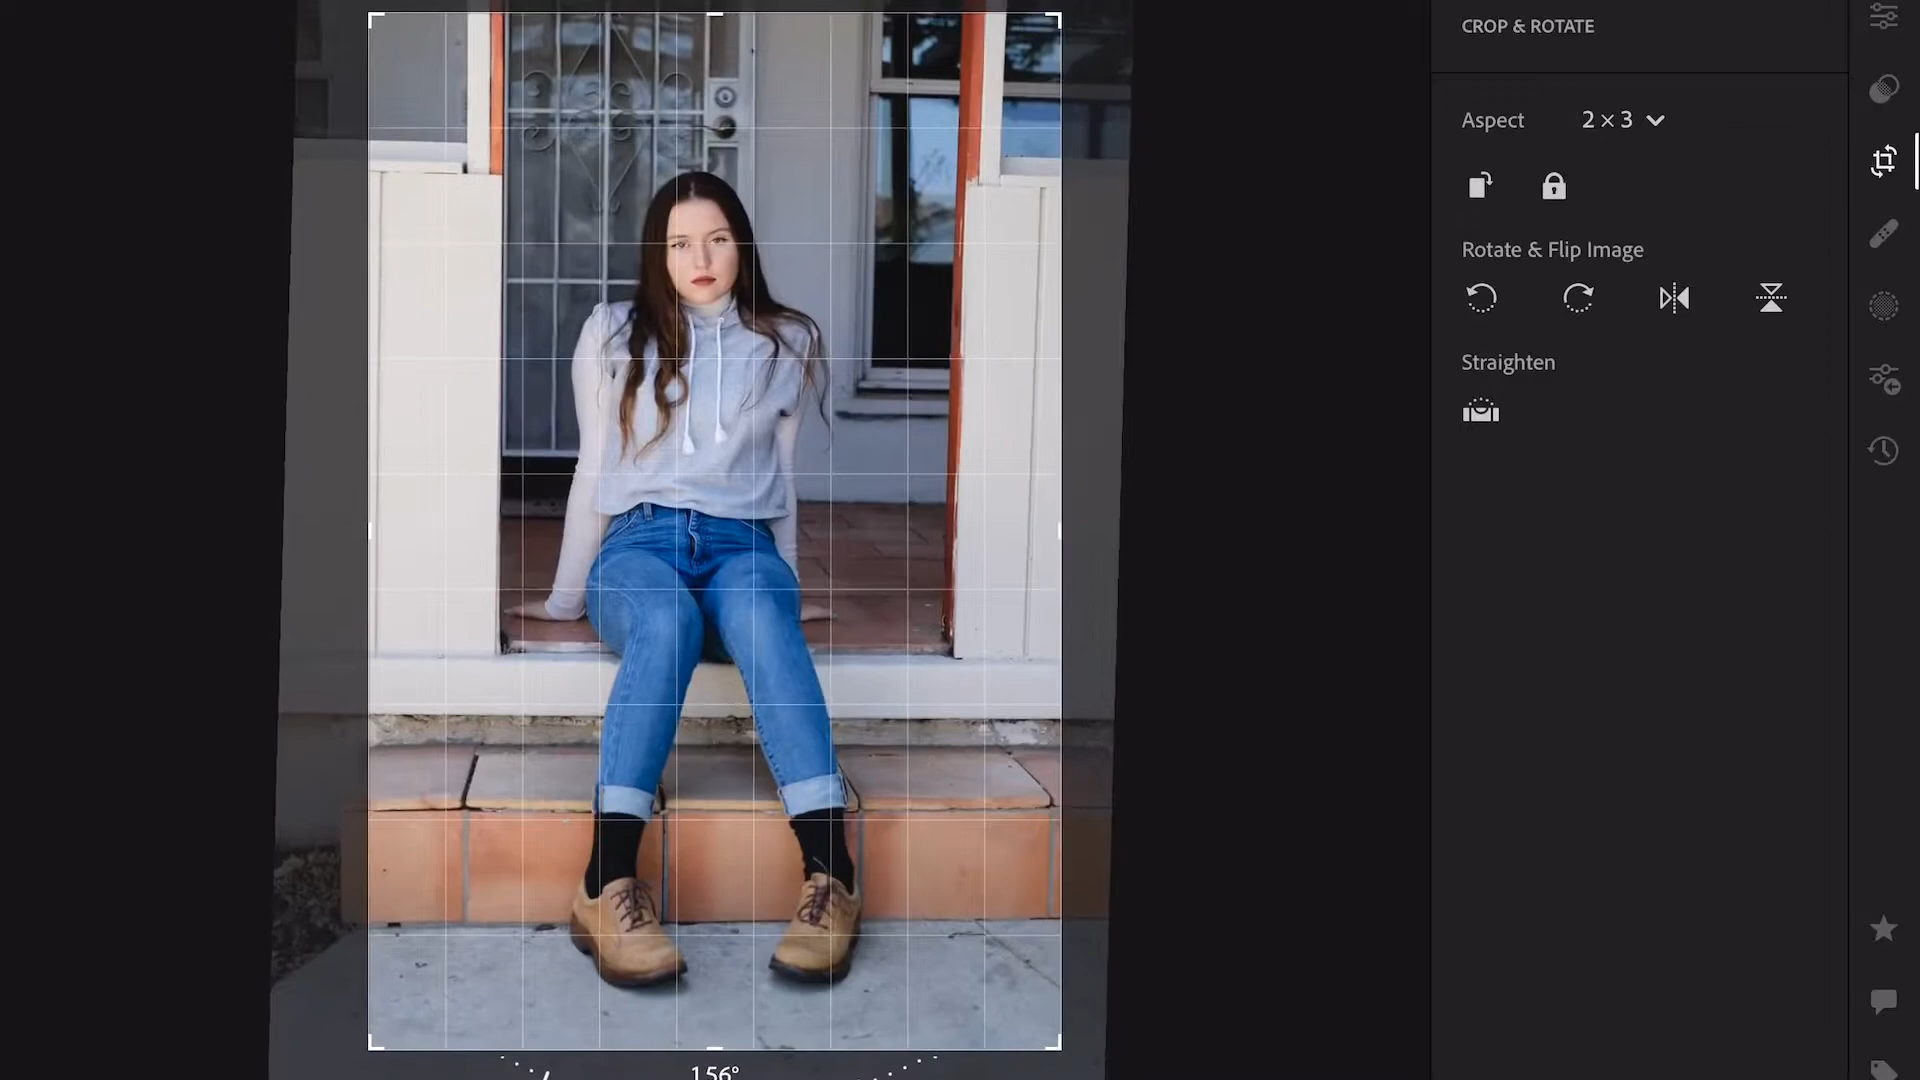 CROP & ROTATE
Aspect
2 × 3
Rotate & Flip Image
Straighten
1.56°